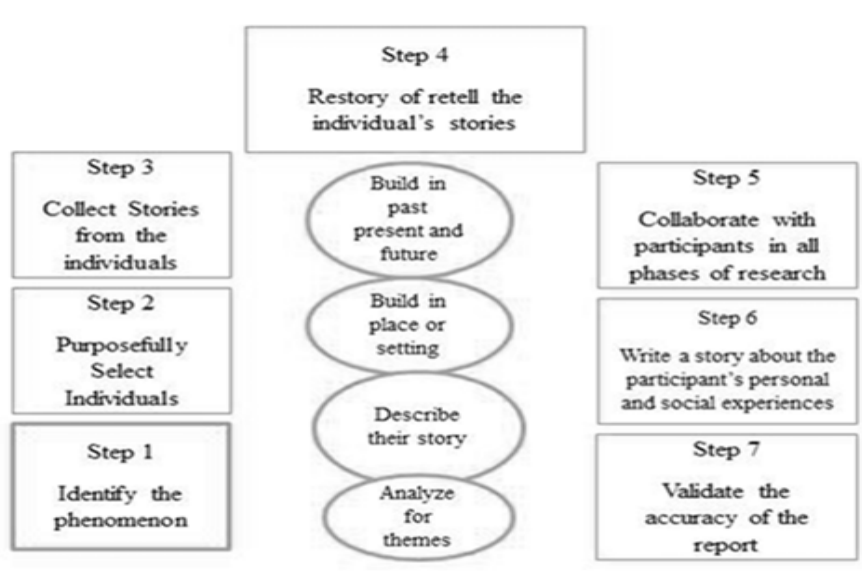 Step 4
Restory of retell the
individual's stories
Step 3
Collect Stories
from the
individuals
Step 2
Purposefully
Select
Individuals
Step 1
Identify the
phenomenon
Build in
past
present and
future
Build in
place or
setting
Describe
their story
Analyze
for
themes
Step 5
Collaborate with
participants in all
phases of research
Step 6
Write a story about the
participant's personal
and social experiences
Step 7
Validate the
accuracy of the
report